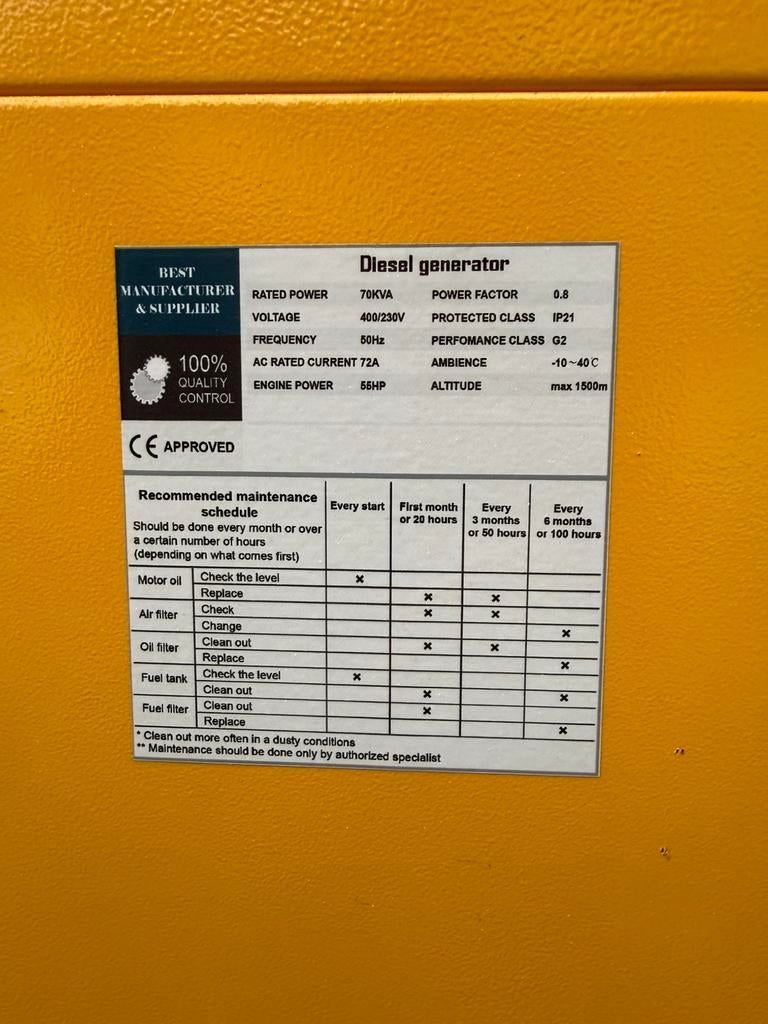 BEST
MANUFACTURER
& SUPPLIER
100%
QUALITY
CONTROL
CE APPROVED
Diesel generator
RATED POWER 70KVA POWER FACTOR 0.8
VOLTAGE 400/230V PROTECTED CLASS IP21
FREQUENCY 50Hz PERFOMANCE CLASS G2
AC RATED CURRENT 72A AMBIENCE -10~40℃
ENGINE POWER 55HP ALTITUDE max 1500m
Recommended maintenance
schedule
Should be done every month or over
a certain number of hours
(depending on what comes first)
Every start
First month
or 20 hours
Every
3 months
or 50 hours
Every
6 months
or 100 hours
Motor oil Check the level ×
Replace × ×
Air filter Check × ×
Change ×
Oil filter Clean out × ×
Replace ×
Fuel tank Check the level ×
Clean out × ×
Fuel filter Clean out ×
Replace ×
* Clean out more often in a dusty conditions
** Maintenance should be done only by authorized specialist